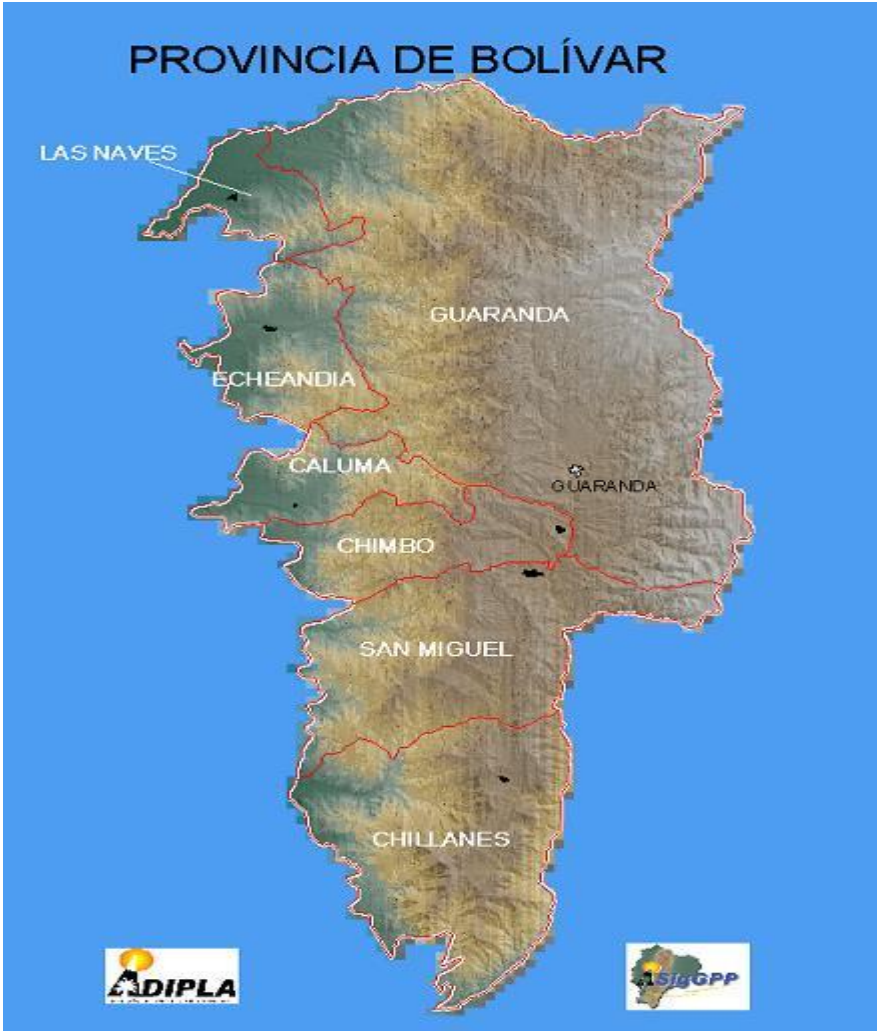 PROVINCIA DE BOLÍVAR
LAS NAVES
GUARANDA
ECHEANDIA
CALUMA
GUARANDA
CHIMBO
SAN MIGUEL
CHILLANES
ADIPLA
SigGPP